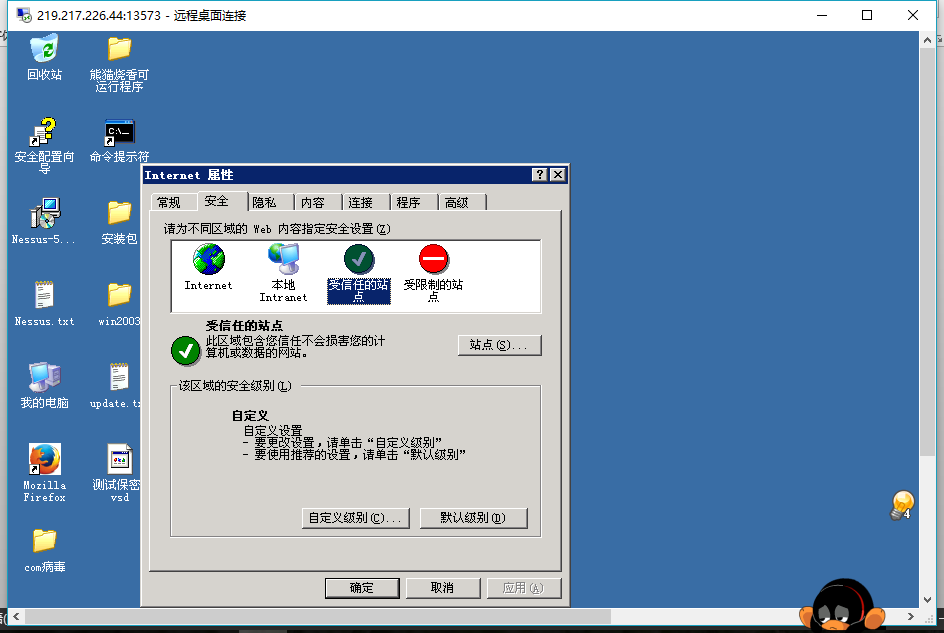 219.217.226.44:13573 - 远程桌面连接
回收站
熊猫烧香可
运行程序
安全配置向
导
命令提示符
C:\_
Nessus-5...
安装包
Nessus.txt
win2003
我的电脑
update.tx
Mozilla
Firefox
测试保密
vsd
com病毒
Internet 属性
常规
安全
隐私
内容
连接
程序
高级
请为不同区域的 Web 内容指定安全设置(Z)
Internet
本地
Intranet
受信任的站
点
受限制的站
点
受信任的站点
此区域包含您信任不会损害您的计
算机或数据的网站。
站点(S)...
该区域的安全级别(L)
自定义
自定义设置
- 要更改设置，请单击“自定义级别”
- 要使用推荐的设置，请单击“默认级别”
自定义级别(C)...
默认级别(D)
确定
取消
应用(A)
4